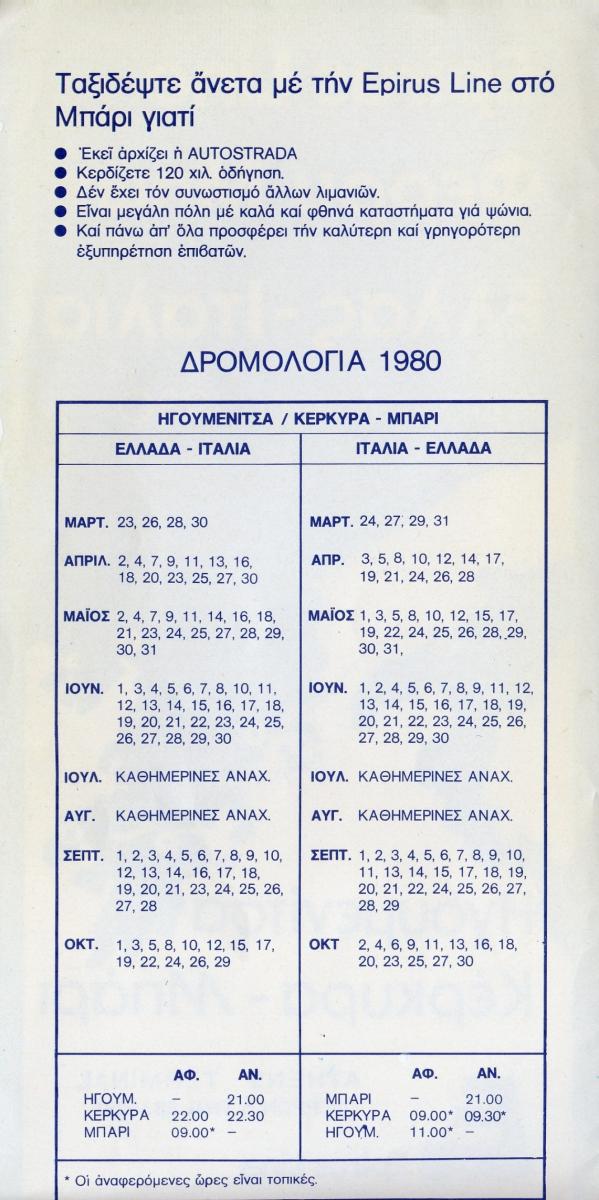 Ταξιδέψτε ἄνετα μέ τήν Epirus Line στό
Μπάρι γιατί
● Ἐκεῖ ἀρχίζει ἡ AUTOSTRADA
● Κερδίζετε 120 χιλ. ὁδήγηση.
● Δέν ἔχει τόν συνωστισμό ἄλλων λιμανιῶν.
● Εἶναι μεγάλη πόλη μέ καλά καί φθηνά καταστήματα γιά ψώνια.
● Καί πάνω ἀπ' ὅλα προσφέρει τήν καλύτερη καί γρηγορότερη
ἐξυπηρέτηση ἐπιβατῶν.
ΔΡΟΜΟΛΟΓΙΑ 1980
ΗΓΟΥΜΕΝΙΤΣΑ / ΚΕΡΚΥΡΑ - ΜΠΑΡΙ
ΕΛΛΑΔΑ - ΙΤΑΛΙΑ
ΜΑΡΤ. 23, 26, 28, 30
ΑΠΡΙΛ. 2, 4, 7, 9, 11, 13, 16,
18, 20, 23, 25, 27, 30
ΜΑΪΟΣ 2, 4, 7, 9, 11, 14, 16, 18,
21, 23, 24, 25, 27, 28, 29,
30, 31
ΙΟΥΝ. 1, 3, 4, 5, 6, 7, 8, 10, 11,
12, 13, 14, 15, 16, 17, 18,
19, 20, 21, 22, 23, 24, 25,
26, 27, 28, 29, 30
ΙΟΥΛ. ΚΑΘΗΜΕΡΙΝΕΣ ΑΝΑΧ.
ΑΥΓ. ΚΑΘΗΜΕΡΙΝΕΣ ΑΝΑΧ.
ΣΕΠΤ. 1, 2, 3, 4, 5, 6, 7, 8, 9, 10,
12, 13, 14, 16, 17, 18,
19, 20, 21, 23, 24, 25, 26,
27, 28
ΟΚΤ. 1, 3, 5, 8, 10, 12, 15, 17,
19, 22, 24, 26, 29
ΙΤΑΛΙΑ - ΕΛΛΑΔΑ
ΜΑΡΤ. 24, 27, 29, 31
ΑΠΡ. 3, 5, 8, 10, 12, 14, 17,
19, 21, 24, 26, 28
ΜΑΪΟΣ 1, 3, 5, 8, 10, 12, 15, 17,
19, 22, 24, 25, 26, 28, 29,
30, 31,
ΙΟΥΝ. 1, 2, 4, 5, 6, 7, 8, 9, 11, 12,
13, 14, 15, 16, 17, 18, 19,
20, 21, 22, 23, 24, 25, 26,
27, 28, 29, 30
ΙΟΥΛ. ΚΑΘΗΜΕΡΙΝΕΣ ΑΝΑΧ.
ΑΥΓ. ΚΑΘΗΜΕΡΙΝΕΣ ΑΝΑΧ.
ΣΕΠΤ. 1, 2, 3, 4, 5, 6, 7, 8, 9, 10,
11, 13, 14, 15, 17, 18, 19,
20, 21, 22, 24, 25, 26, 27,
28, 29
ΟΚΤ 2, 4, 6, 9, 11, 13, 16, 18,
20, 23, 25, 27, 30
ΑΦ. ΑΝ.
ΗΓΟΥΜ. – 21.00
ΚΕΡΚΥΡΑ 22.00 22.30
ΜΠΑΡΙ 09.00* –
ΑΦ. ΑΝ.
ΜΠΑΡΙ – 21.00
ΚΕΡΚΥΡΑ 09.00* 09.30*
ΗΓΟΥΜ. 11.00* –
* Οἱ ἀναφερόμενες ὧρες εἶναι τοπικές.